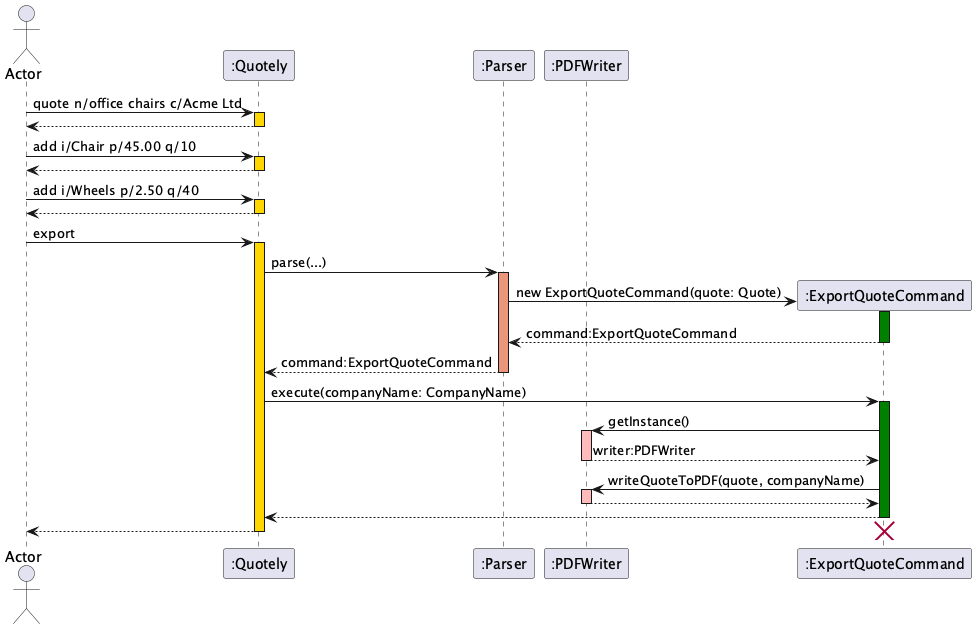 Actor
:Quotely
:Parser
:PDFWriter
quote n/office chairs c/Acme Ltd
add i/Chair p/45.00 q/10
add i/Wheels p/2.50 q/40
export
parse(...)
new ExportQuoteCommand(quote: Quote)
:ExportQuoteCommand
command:ExportQuoteCommand
command:ExportQuoteCommand
execute(companyName: CompanyName)
getInstance()
writer:PDFWriter
writeQuoteToPDF(quote, companyName)
Actor
:Quotely
:Parser
:PDFWriter
:ExportQuoteCommand